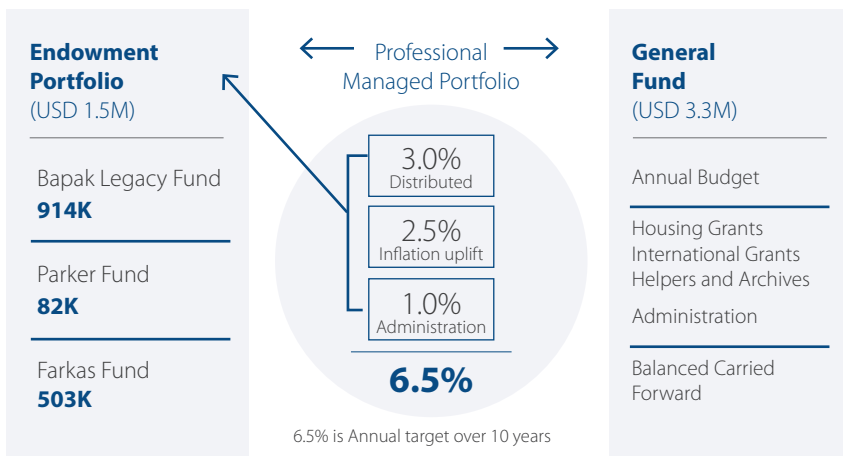 Endowment
Portfolio
(USD 1.5M)
Bapak Legacy Fund
914K
Parker Fund
82K
Farkas Fund
503K
Professional
Managed Portfolio
3.0%
Distributed
2.5%
Inflation uplift
1.0%
Administration
6.5%
6.5% is Annual target over 10 years
General
Fund
(USD 3.3M)
Annual Budget
Housing Grants
International Grants
Helpers and Archives
Administration
Balanced Carried
Forward